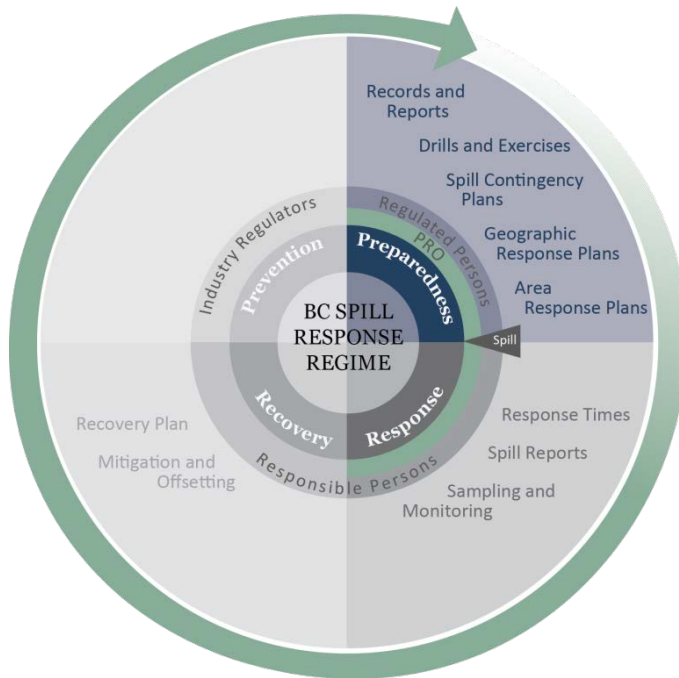 Records and
Reports
Drills and Exercises
Spill Contingency
Plans
Geographic
Response Plans
Area
Response Plans
Industry Regulators
Regulated Persons
PRO
Prevention
Preparedness
BC SPILL
RESPONSE
REGIME
Spill
Recovery
Response
Responsible Persons
Recovery Plan
Mitigation and
Offsetting
Response Times
Spill Reports
Sampling and
Monitoring